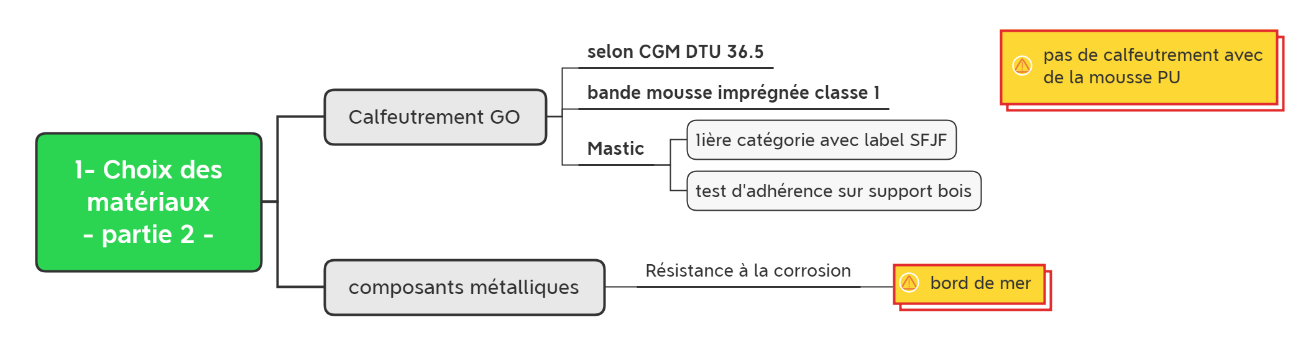 1- Choix des
matériaux
- partie 2 -
Calfeutrement GO
selon CGM DTU 36.5
bande mousse imprégnée classe 1
Mastic
1ière catégorie avec label SFJF
test d'adhérence sur support bois
pas de calfeutrement avec
de la mousse PU
composants métalliques
Résistance à la corrosion
bord de mer